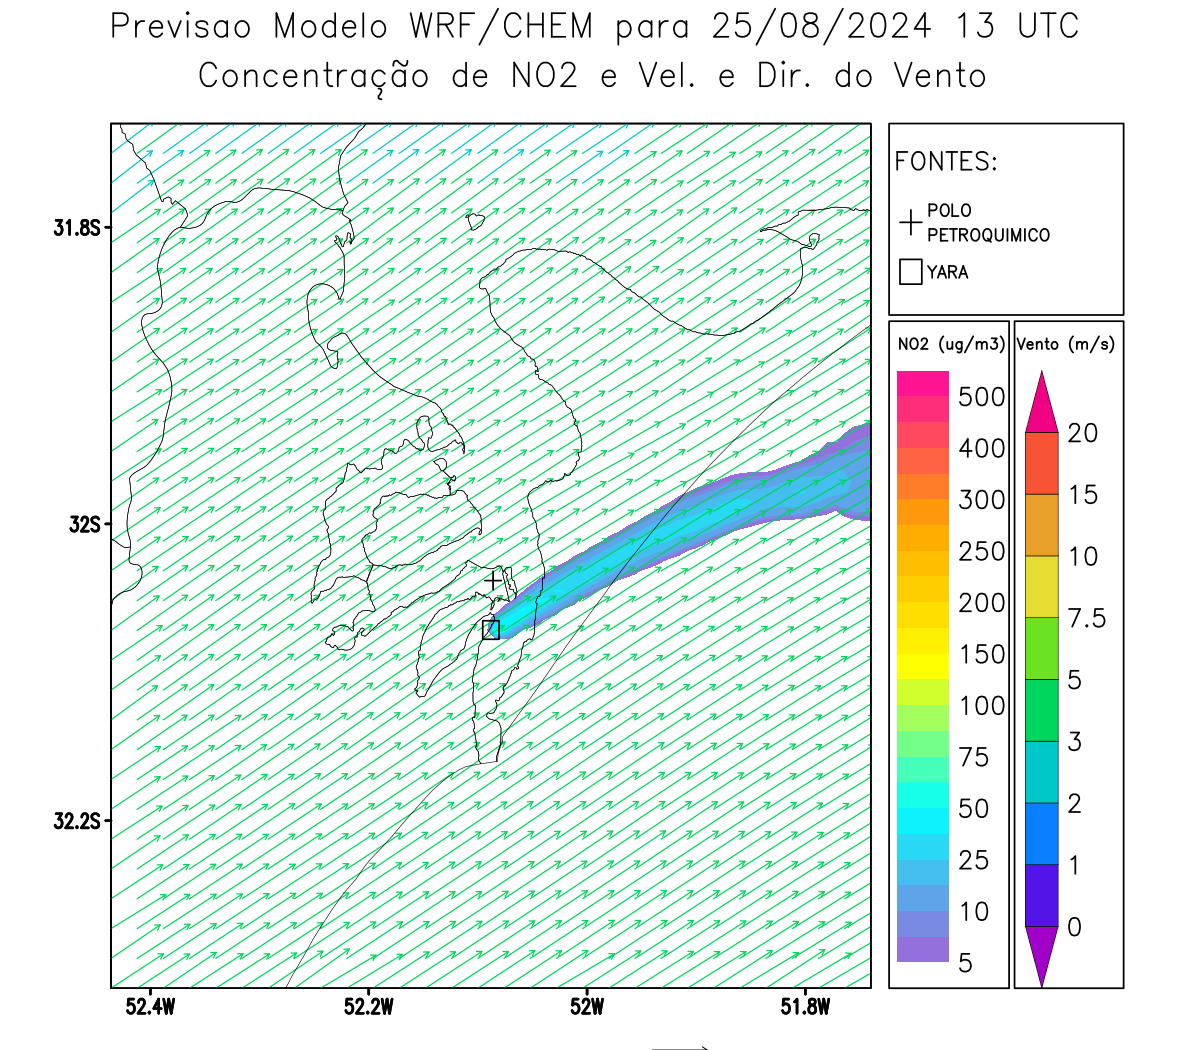 Previsao Modelo WRF/CHEM para 25/08/2024 13 UTC
Concentração de NO2 e Vel. e Dir. do Vento
FONTES:
POLO
PETROQUIMICO
YARA
31.8S
32S
32.2S
52.4W
52.2W
52W
51.8W
NO2 (ug/m3)
500
400
300
250
200
150
100
75
50
25
10
5
Vento (m/s)
20
15
10
7.5
5
3
2
1
0